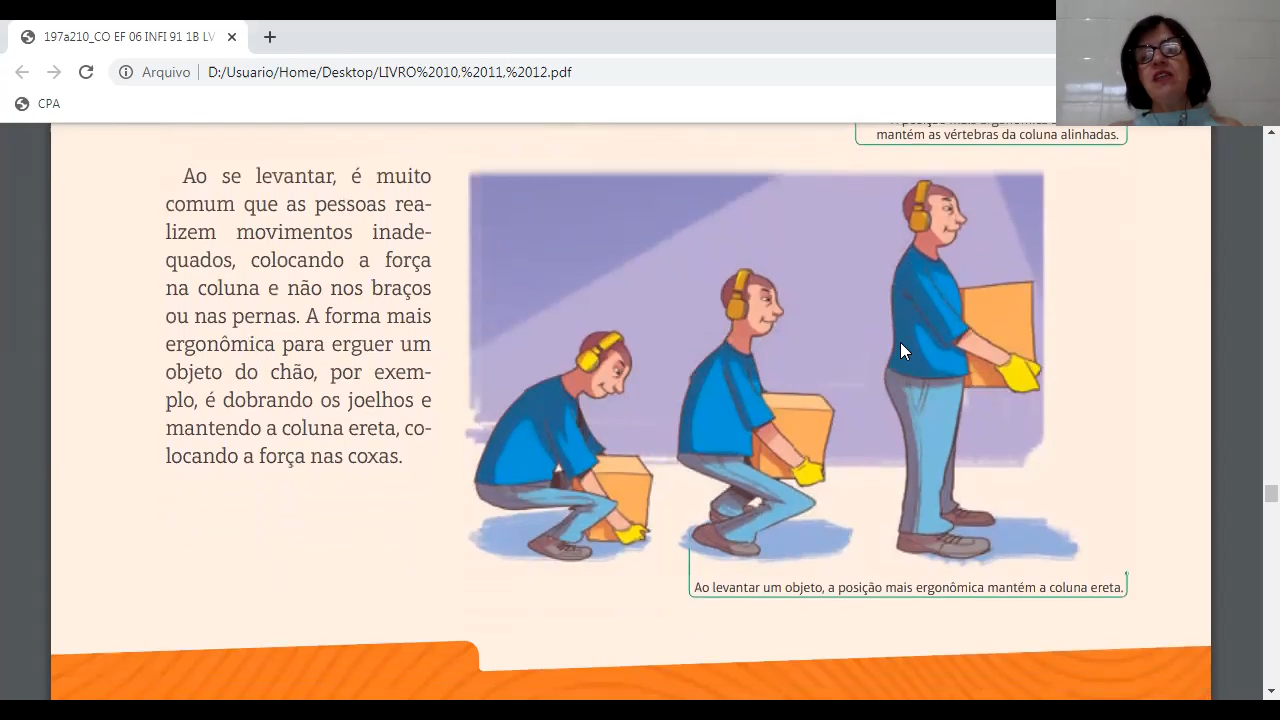 197a210_CO EF 06 INFI 91 1B LV
Arquivo
D:/Usuario/Home/Desktop/LIVRO%2010,%2011,%2012.pdf
CPA
mantém as vértebras da coluna alinhadas.
Ao se levantar, é muito
comum que as pessoas rea-
lizem movimentos inade-
quados, colocando a força
na coluna e não nos braços
ou nas pernas. A forma mais
ergonômica para erguer um
objeto do chão, por exem-
plo, é dobrando os joelhos e
mantendo a coluna ereta, co-
locando a força nas coxas.
Ao levantar um objeto, a posição mais ergonômica mantém a coluna ereta.